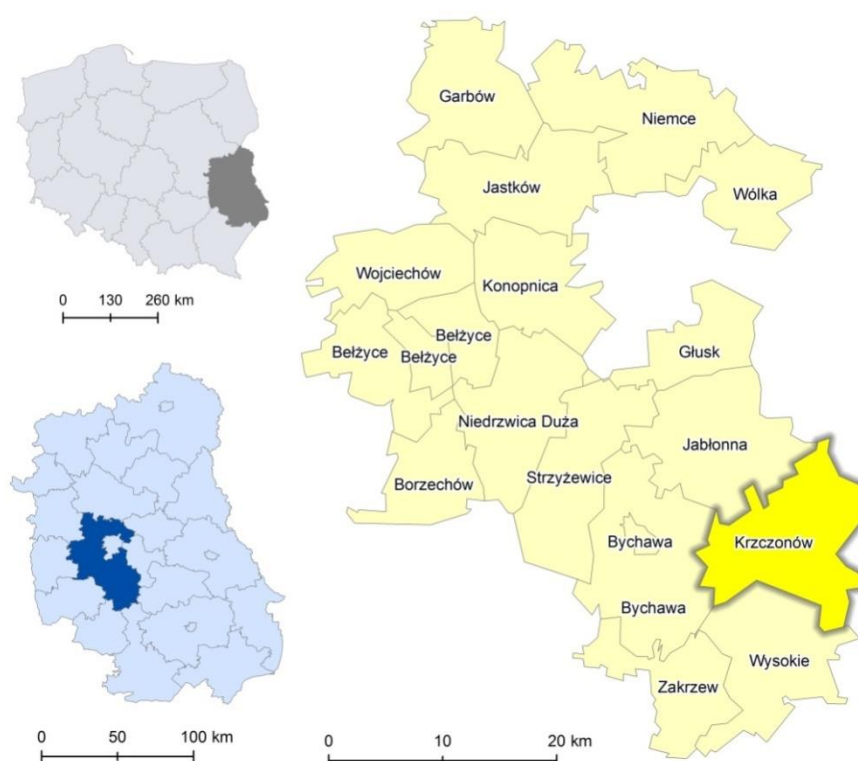 Garbów
Niemce
Jastków
Wólka
Wojciechów
Konopnica
Bełżyce
Bełżyce
Bełżyce
Głusk
Niedrzwica Duża
Jabłonna
Borzechów
Strzyżewice
Bychawa
Krzczonów
Bychawa
Wysokie
Zakrzew
0 130 260 km
0 50 100 km
0 10 20 km